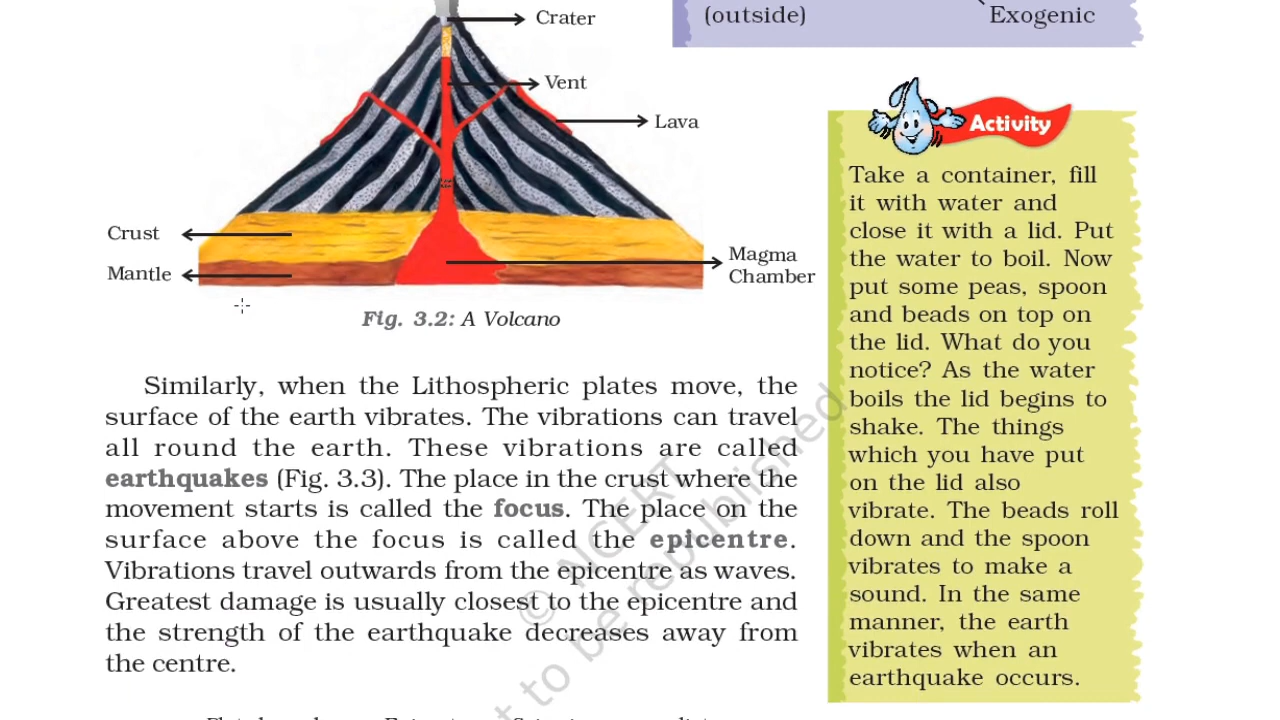 Crater
Vent
Lava
Crust
Mantle
Magma
Chamber
Fig. 3.2: A Volcano
Similarly, when the Lithospheric plates move, the
surface of the earth vibrates. The vibrations can travel
all round the earth. These vibrations are called
earthquakes (Fig. 3.3). The place in the crust where the
movement starts is called the focus. The place on the
surface above the focus is called the epicentre.
Vibrations travel outwards from the epicentre as waves.
Greatest damage is usually closest to the epicentre and
the strength of the earthquake decreases away from
the centre.
(outside)
Exogenic
Activity
Take a container, fill
it with water and
close it with a lid. Put
the water to boil. Now
put some peas, spoon
and beads on top on
the lid. What do you
notice? As the water
boils the lid begins to
shake. The things
which you have put
on the lid also
vibrate. The beads roll
down and the spoon
vibrates to make a
sound. In the same
manner, the earth
vibrates when an
earthquake occurs.
© NCERT
t to be republished